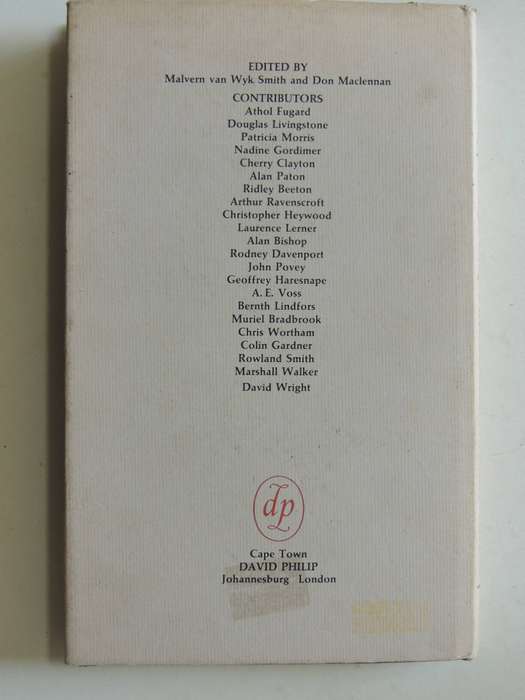 EDITED BY
Malvern van Wyk Smith and Don Maclennan
CONTRIBUTORS
Athol Fugard
Douglas Livingstone
Patricia Morris
Nadine Gordimer
Cherry Clayton
Alan Paton
Ridley Beeton
Arthur Ravenscroft
Christopher Heywood
Laurence Lerner
Alan Bishop
Rodney Davenport
John Povey
Geoffrey Haresnape
A. E. Voss
Bernth Lindfors
Muriel Bradbrook
Chris Wortham
Colin Gardner
Rowland Smith
Marshall Walker
David Wright
dp
Cape Town
DAVID PHILIP
Johannesburg London